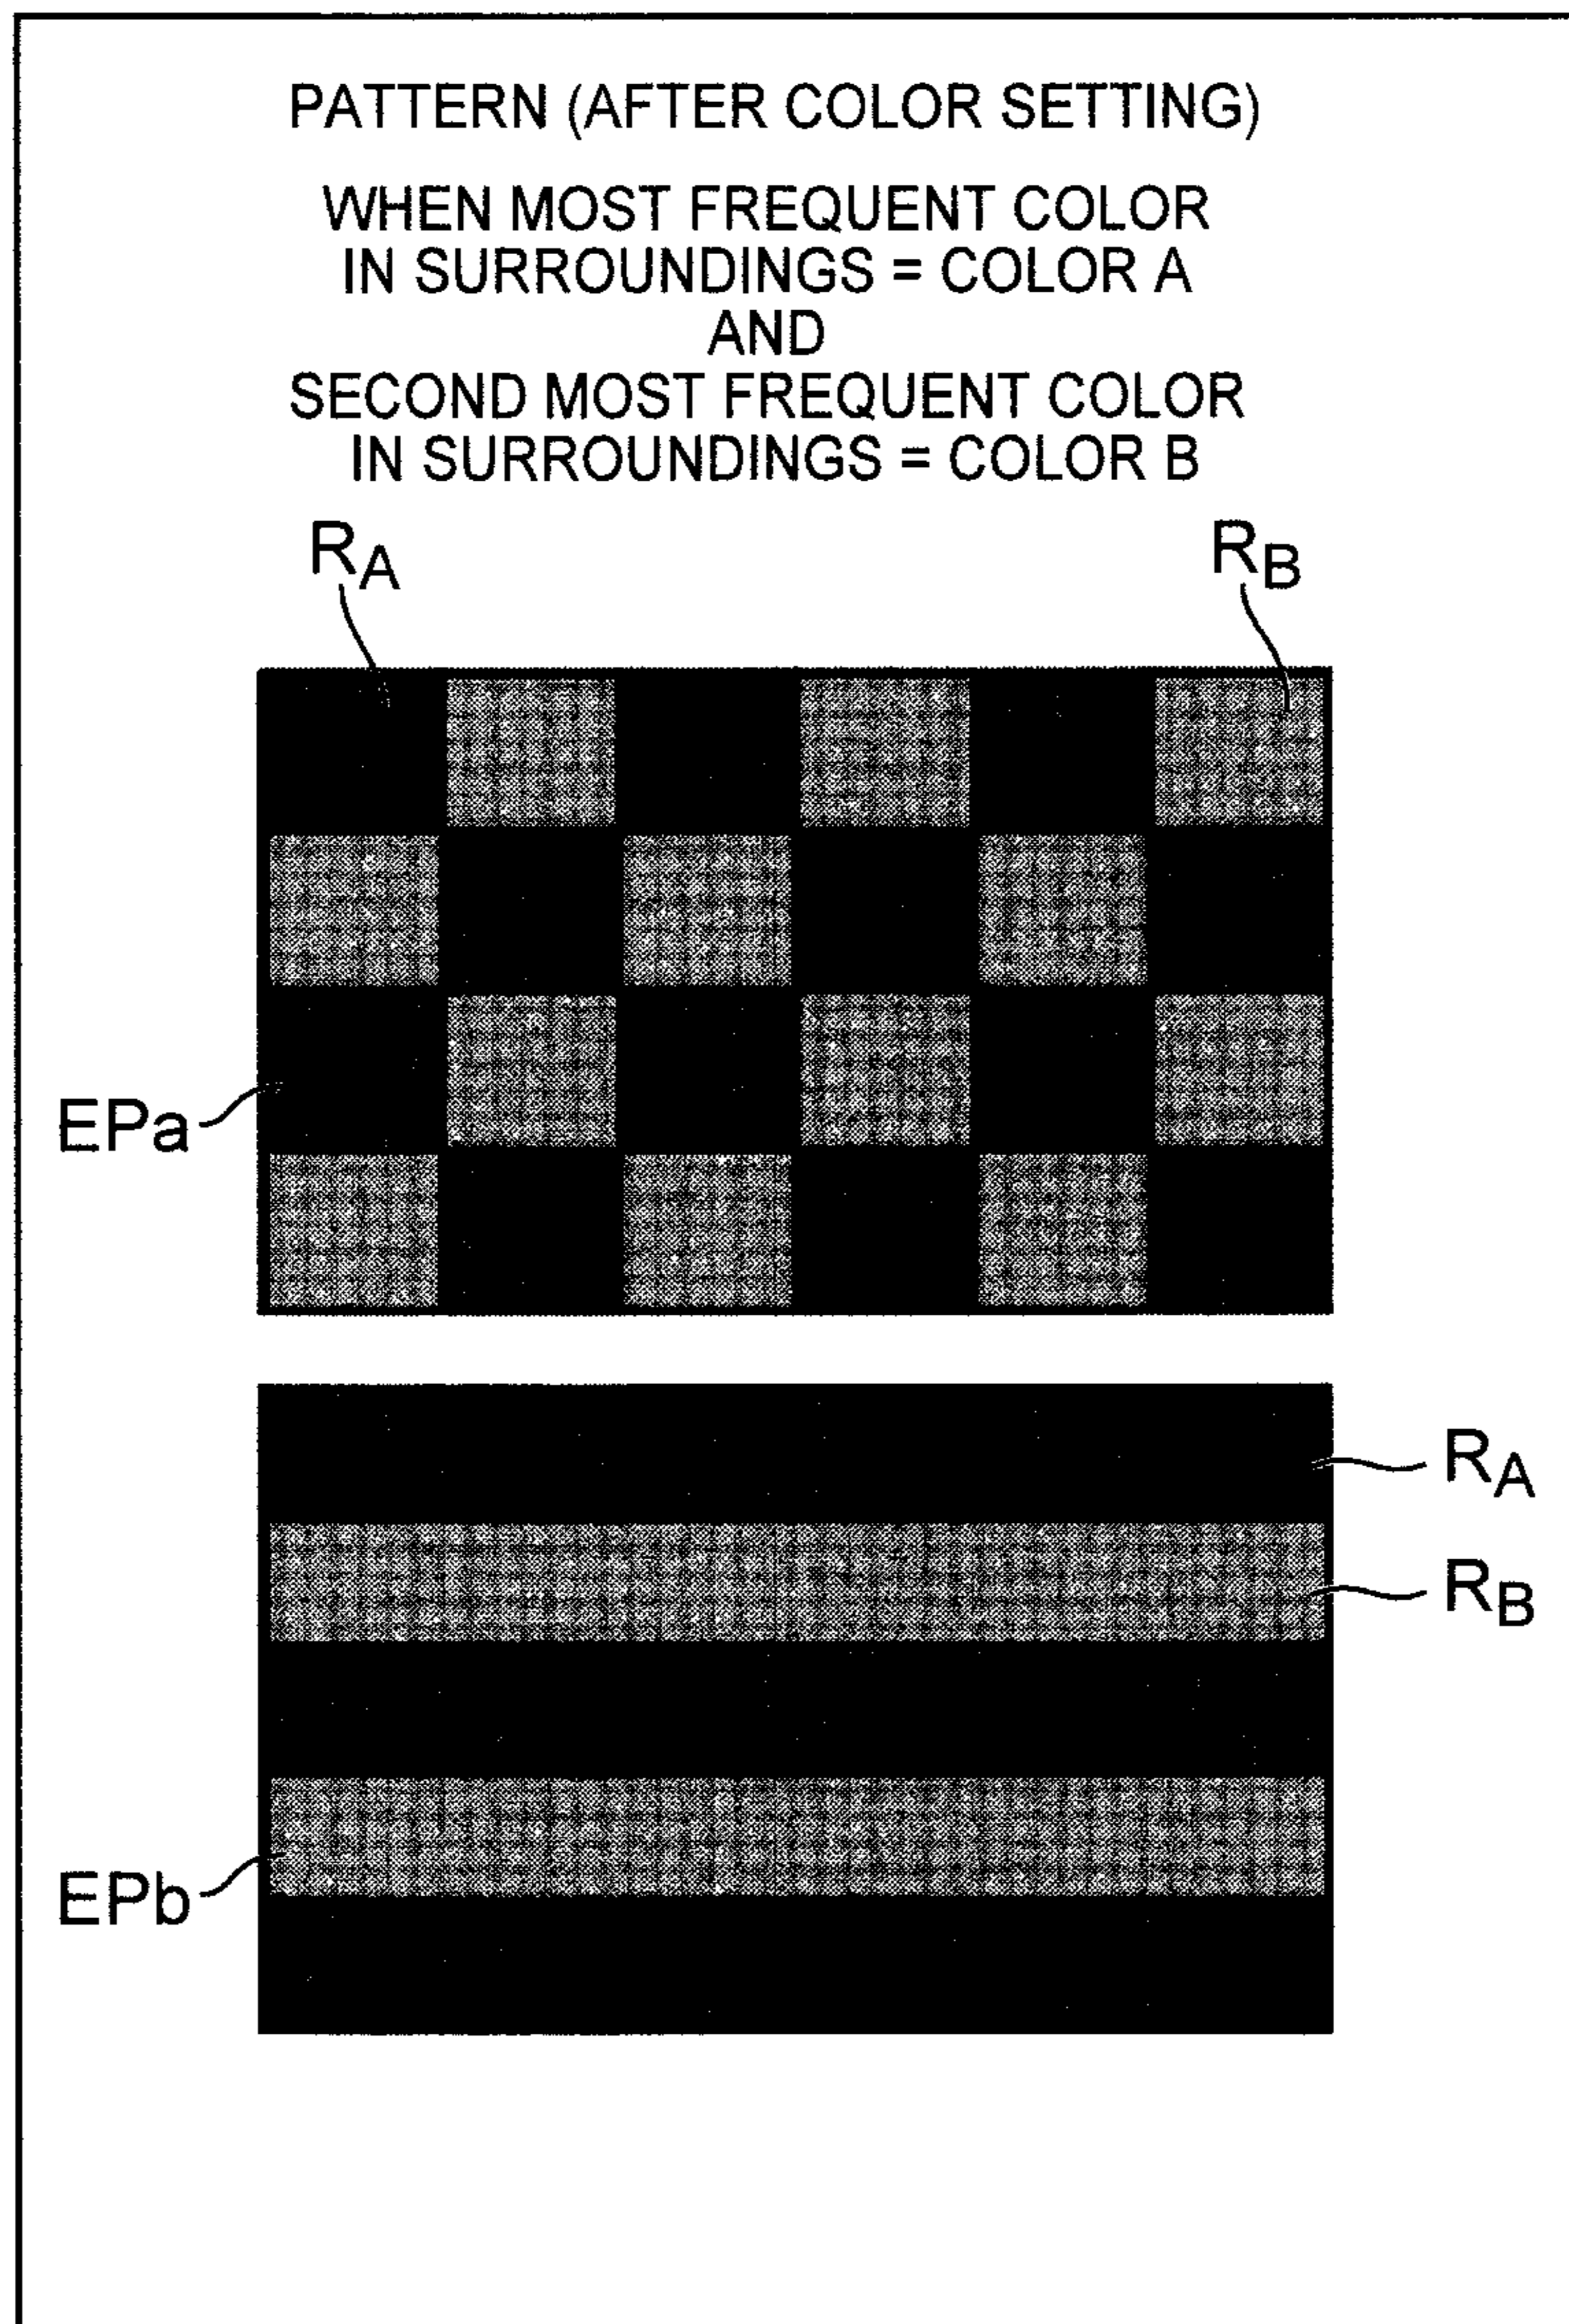 PATTERN (AFTER COLOR SETTING)
WHEN MOST FREQUENT COLOR
IN SURROUNDINGS = COLOR A
AND
SECOND MOST FREQUENT COLOR
IN SURROUNDINGS = COLOR B
RA
RB
EPa
RA
RB
EPb